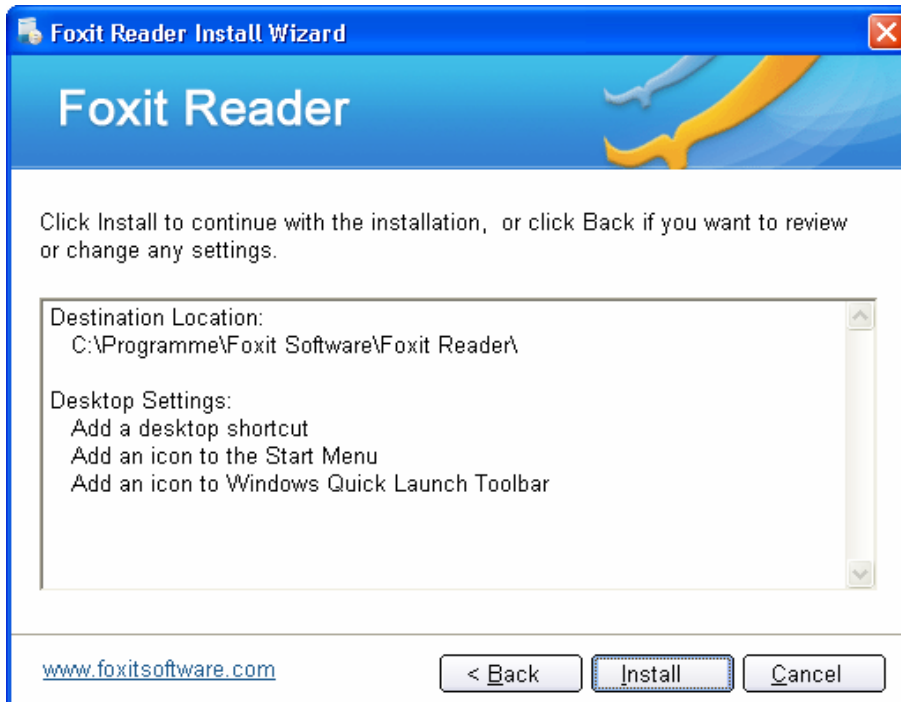 Foxit Reader Install Wizard
Foxit Reader
Click Install to continue with the installation, or click Back if you want to review
or change any settings.
Destination Location:
C:\Programme\Foxit Software\Foxit Reader\
Desktop Settings:
Add a desktop shortcut
Add an icon to the Start Menu
Add an icon to Windows Quick Launch Toolbar
www.foxitsoftware.com
< Back
Install
Cancel